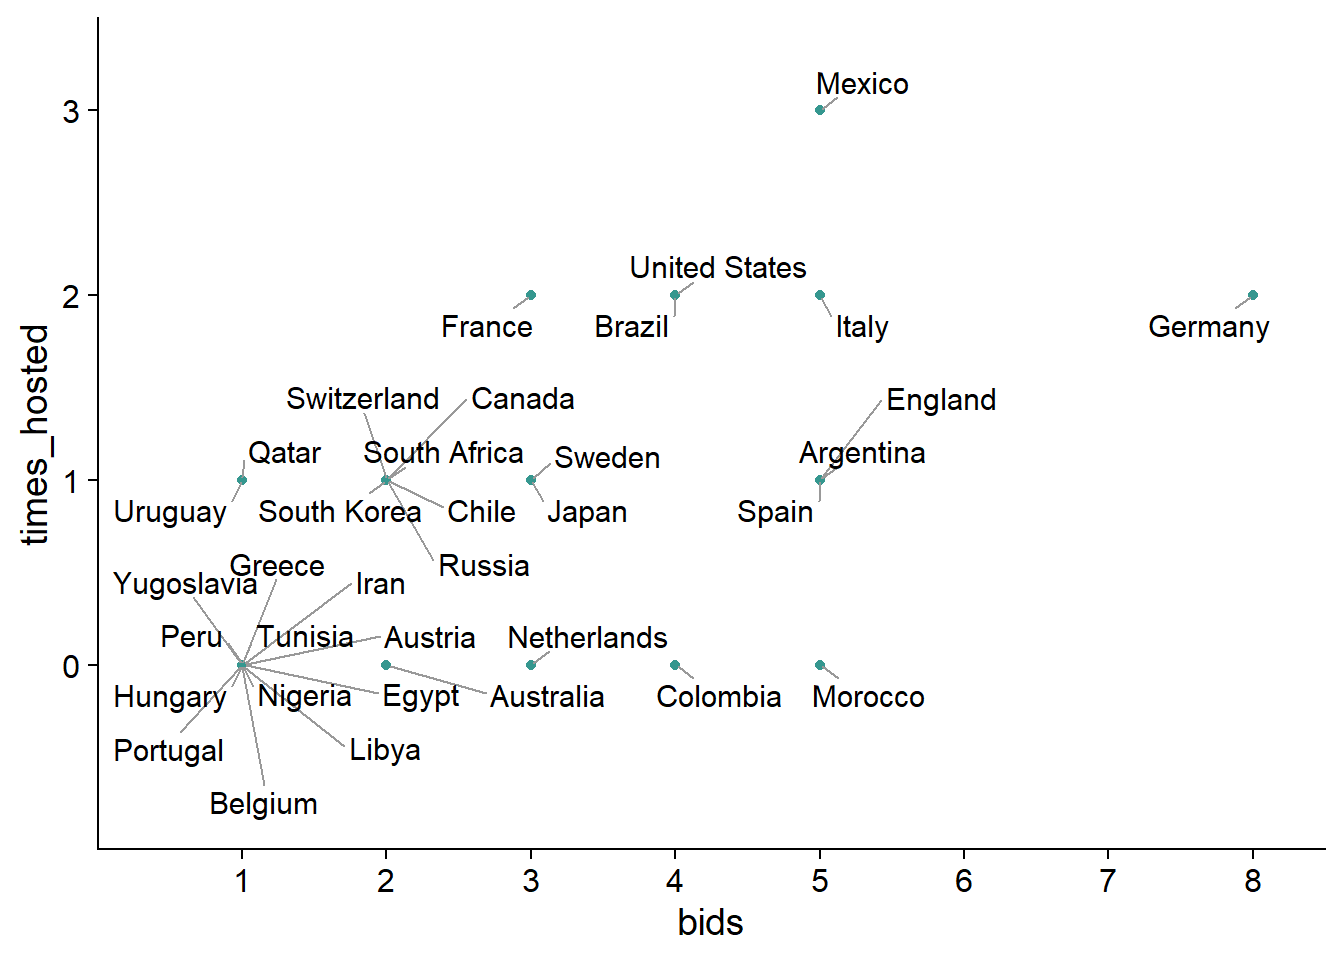 Mexico
3
United States
2
France
Brazil
Italy
Germany
Switzerland
Canada
England
Qatar
South Africa
Sweden
Argentina
1
Uruguay
South Korea
Chile
Japan
Spain
Greece
Russia
Yugoslavia
Iran
Peru
Tunisia
Austria
Netherlands
0
Hungary
Nigeria
Egypt
Australia
Colombia
Morocco
Portugal
Libya
Belgium
times_hosted
1 2 3 4 5 6 7 8
bids